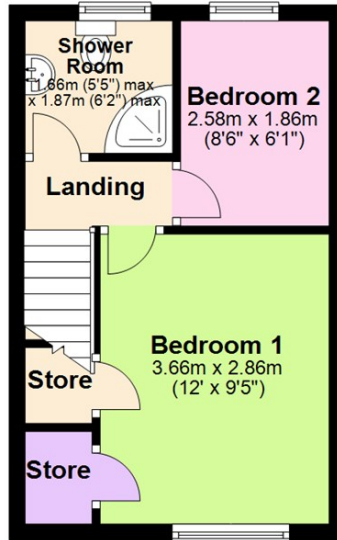 Shower
Room
1.66m (5'5") max
x 1.87m (6'2") max
Bedroom 2
2.58m x 1.86m
(8'6" x 6'1")
Landing
Bedroom 1
3.66m x 2.86m
(12' x 9'5")
Store
Store